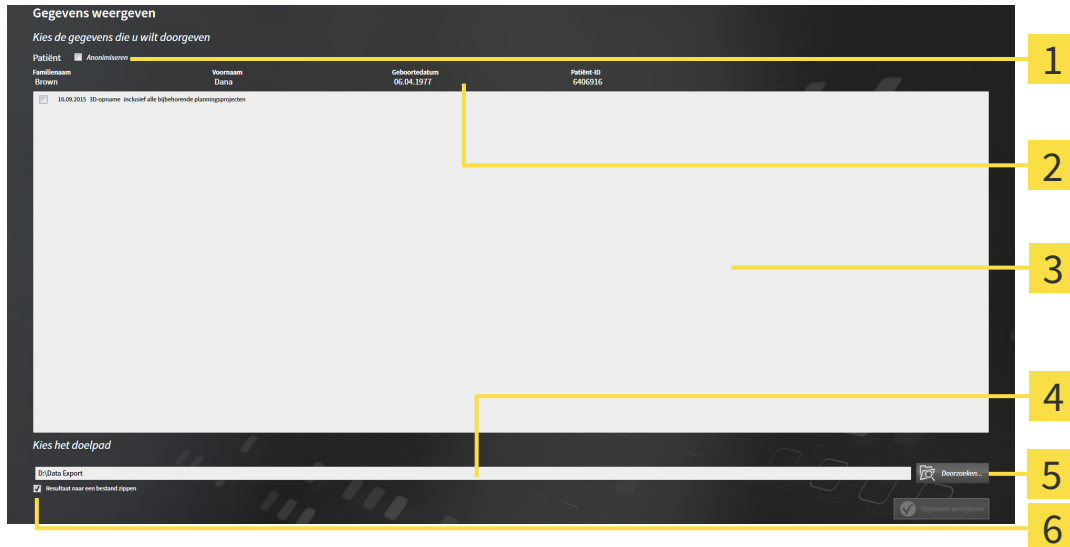 Gegevens weergeven
Kies de gegevens die u wilt doorgeven
Patiënt Anonimiseren
Familienaam Voornaam Geboortedatum Patiënt-ID
Brown Dana 06.04.1977 6406916
16.09.2015 3D-opname inclusief alle bijbehorende planningsprojecten
Kies het doelpad
D:\Data Export
Doorzoeken...
Resultaat naar een bestand zippen
Gegevens weergeven
1
2
3
4
5
6